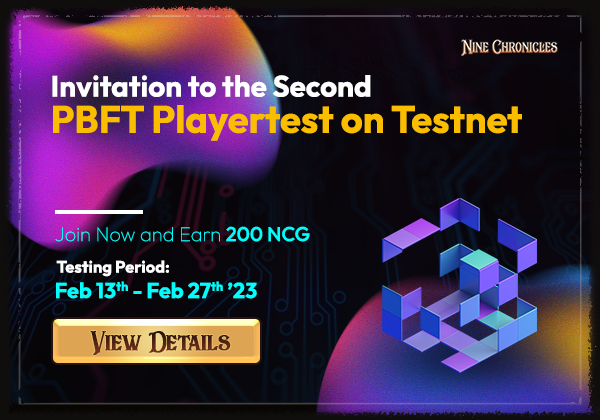 Nine Chronicles
Invitation to the Second
PBFT Playertest on Testnet
Join Now and Earn 200 NCG
Testing Period:
Feb 13th - Feb 27th '23
View Details